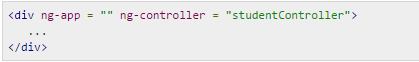 <div ng-app = "" ng-controller = "studentController">
...
</div>